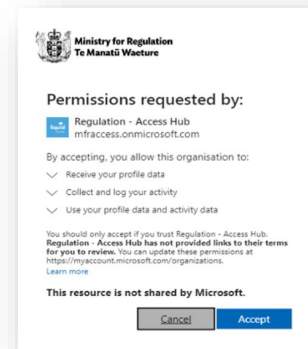 Ministry for Regulation
Te Manatū Waeture
Permissions requested by:
Regulation - Access Hub
mfraccess.onmicrosoft.com
By accepting, you allow this organisation to:
Receive your profile data
Collect and log your activity
Use your profile data and activity data
You should only accept if you trust Regulation - Access Hub.
Regulation - Access Hub has not provided links to their terms
for you to review. You can update these permissions at
https://myaccount.microsoft.com/organizations.
Learn more
This resource is not shared by Microsoft.
Cancel
Accept